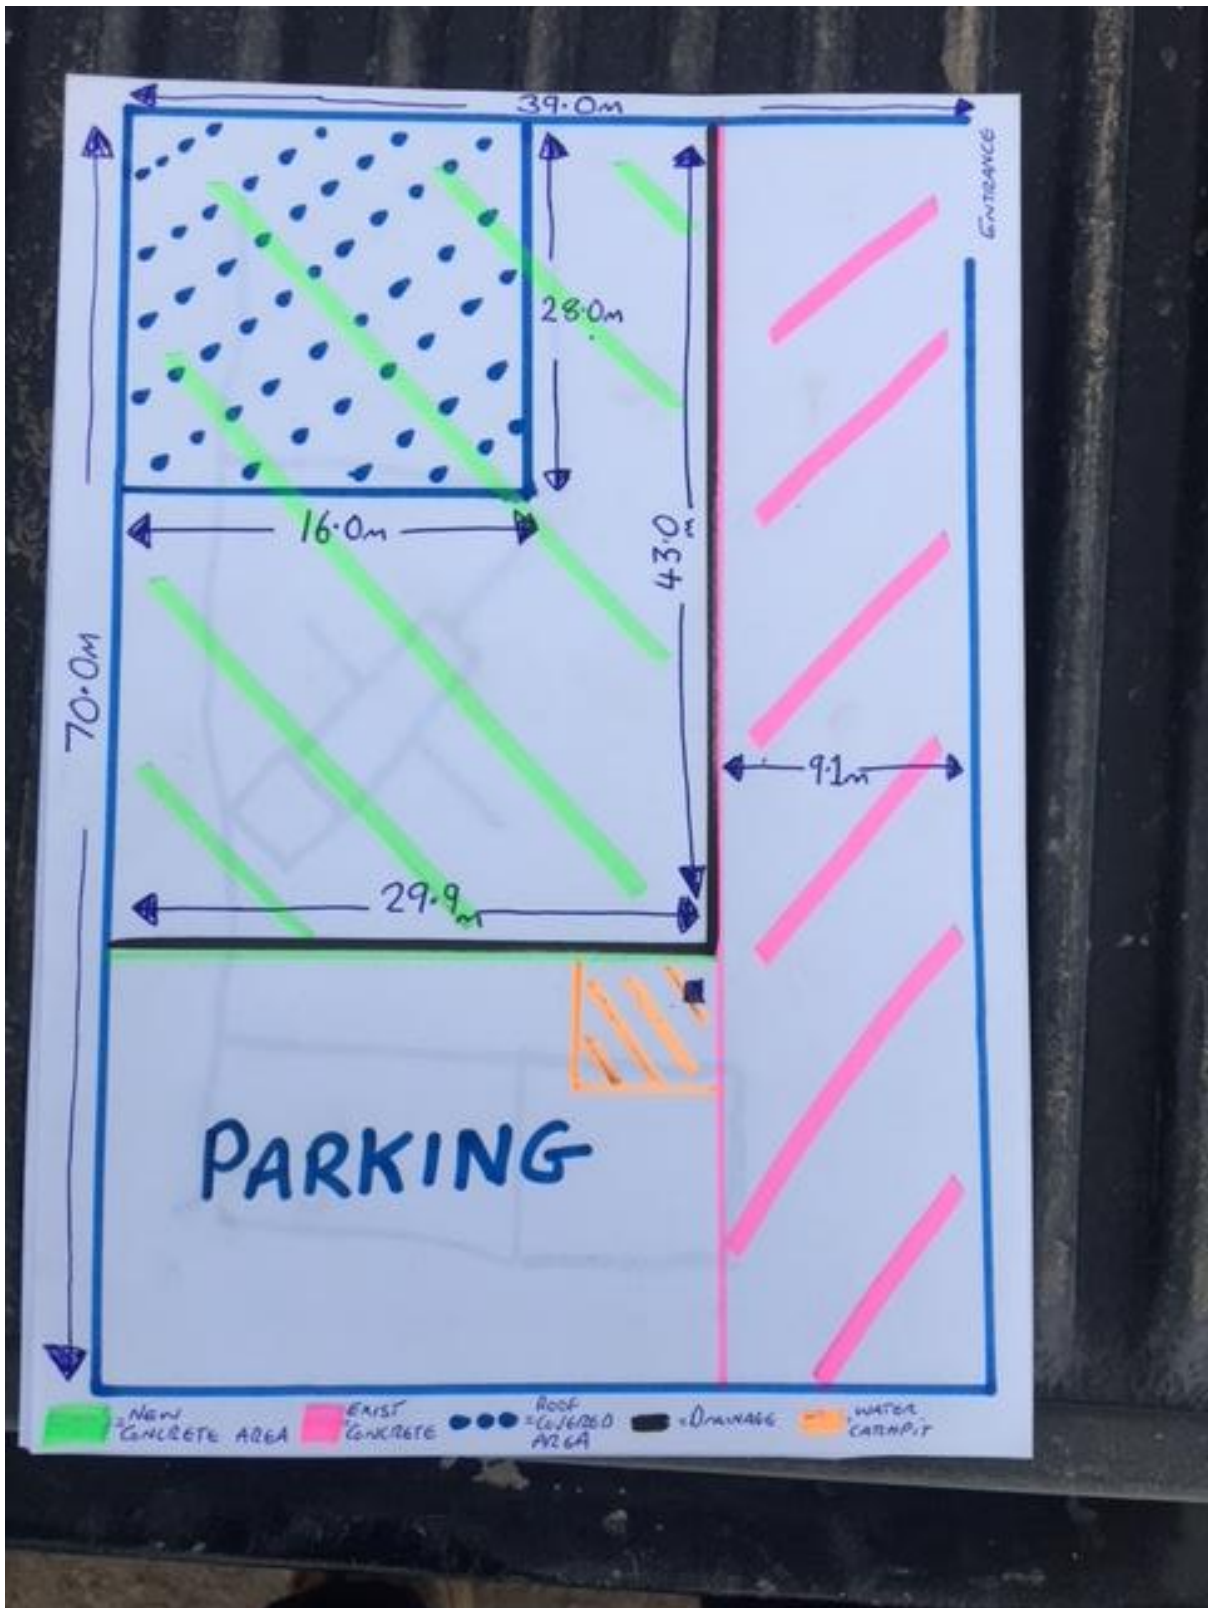 39.0m
ENTRANCE
28.0m
16.0m
43.0m
70.0m
9.1m
29.9m
PARKING
=NEW
CONCRETE AREA
=EXIST
CONCRETE
ROOF
=COVERED
AREA
=DRAINAGE
=WATER
CATCHPIT